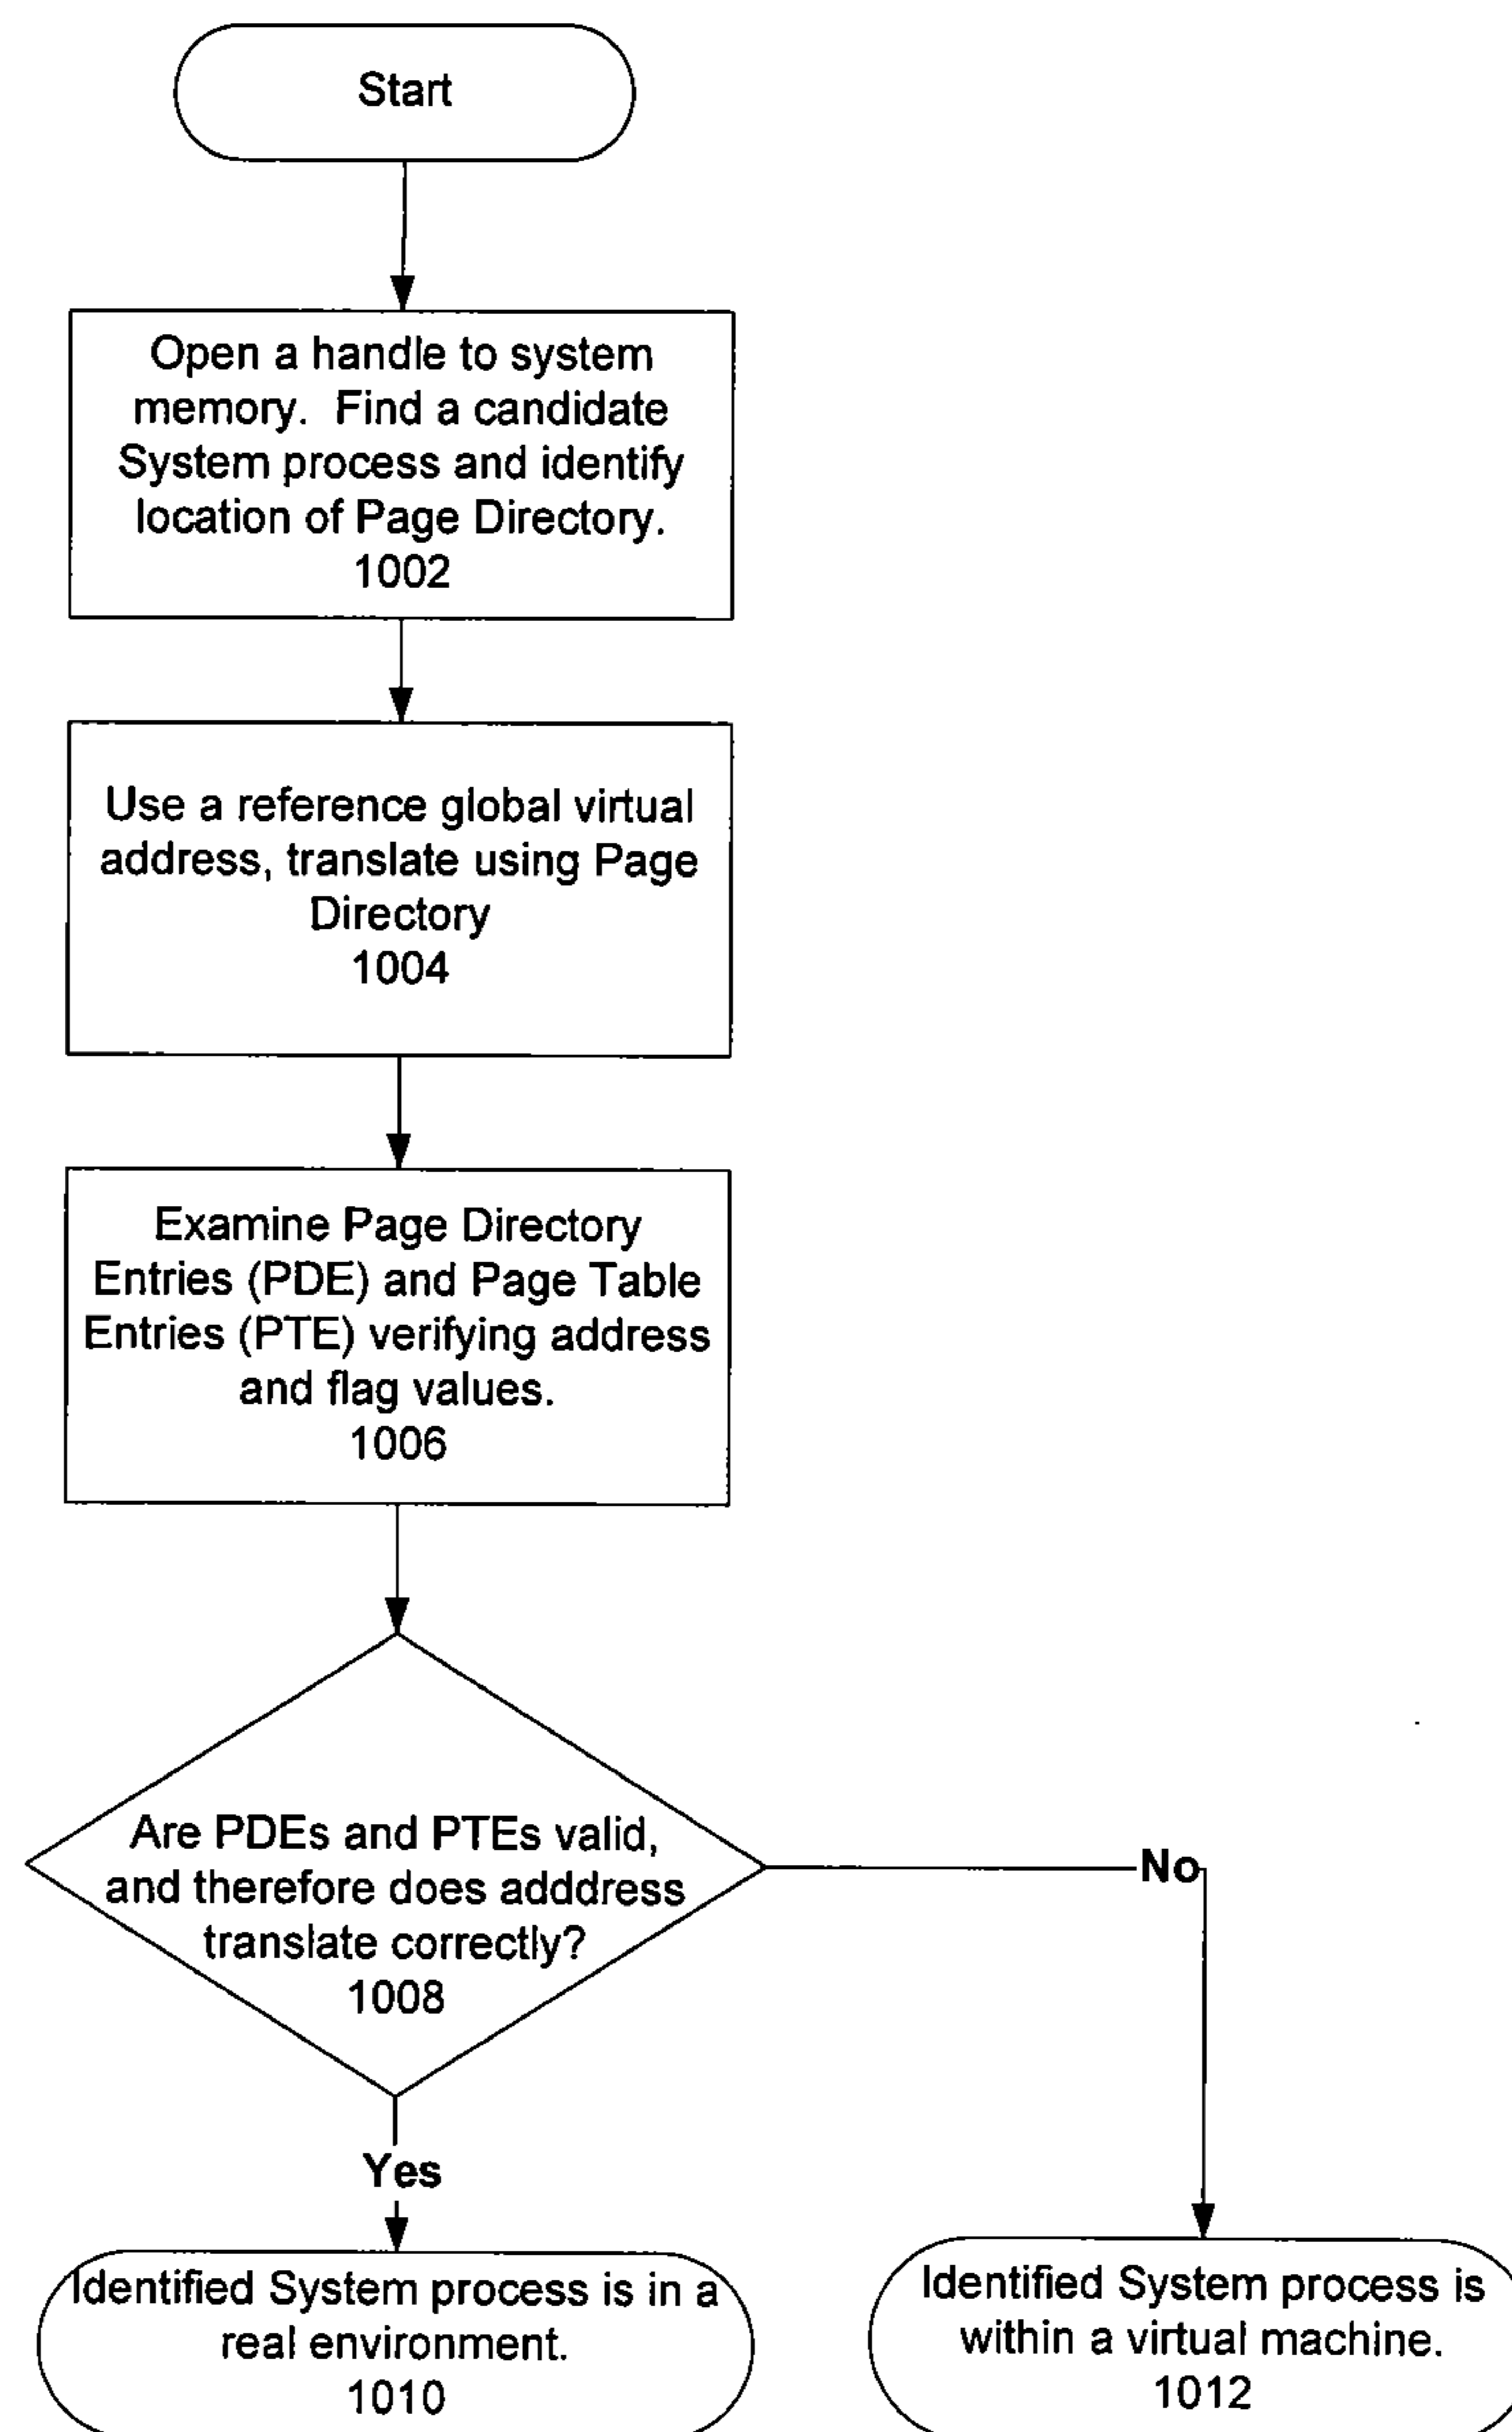 Start
Open a handle to system
memory. Find a candidate
System process and identify
location of Page Directory.
1002
Use a reference global virtual
address, translate using Page
Directory
1004
Examine Page Directory
Entries (PDE) and Page Table
Entries (PTE) verifying address
and flag values.
1006
Are PDEs and PTEs valid,
and therefore does adddress
translate correctly?
1008
No
Yes
Identified System process is in a
real environment.
1010
Identified System process is
within a virtual machine.
1012